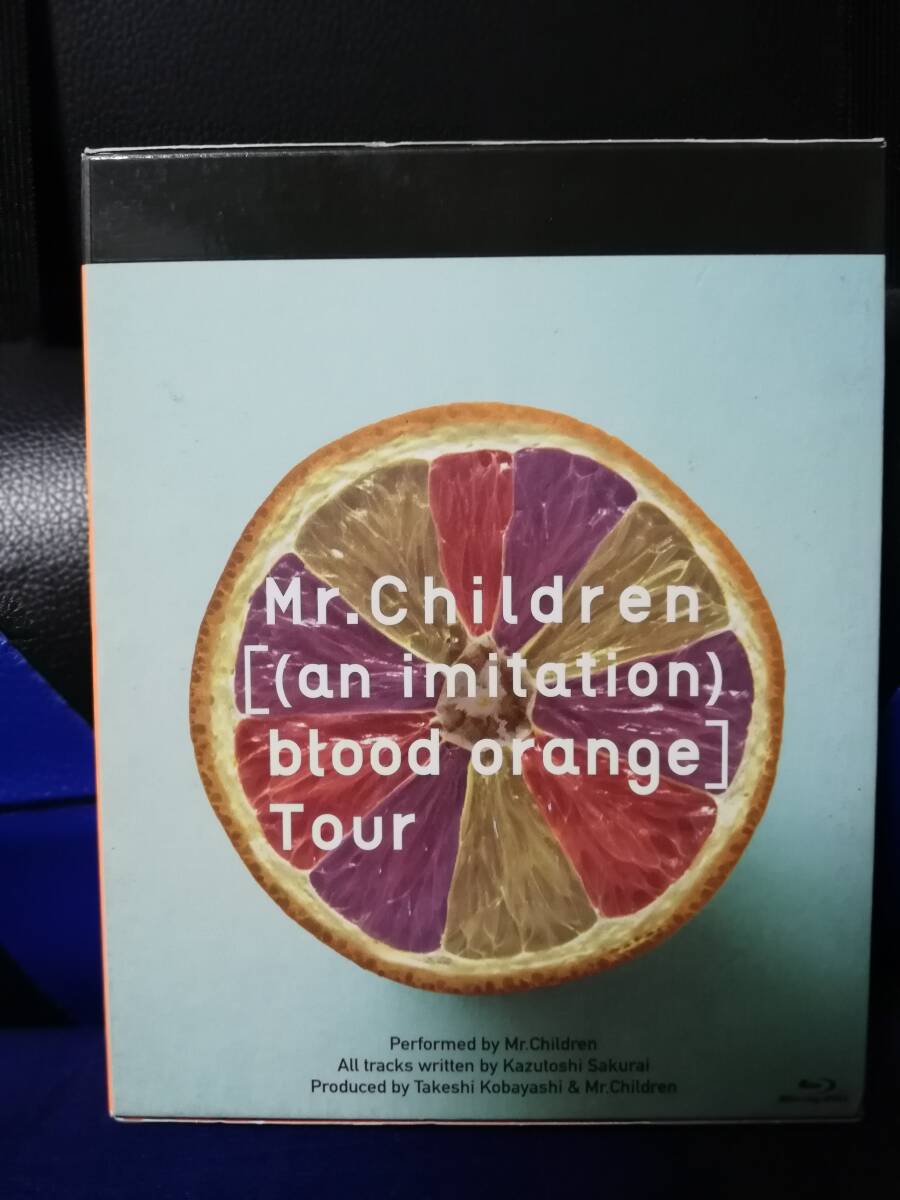 Mr.Children
[(an imitation)
blood orange]
Tour
Performed by Mr.Children
All tracks written by Kazutoshi Sakurai
Produced by Takeshi Kobayashi & Mr.Children